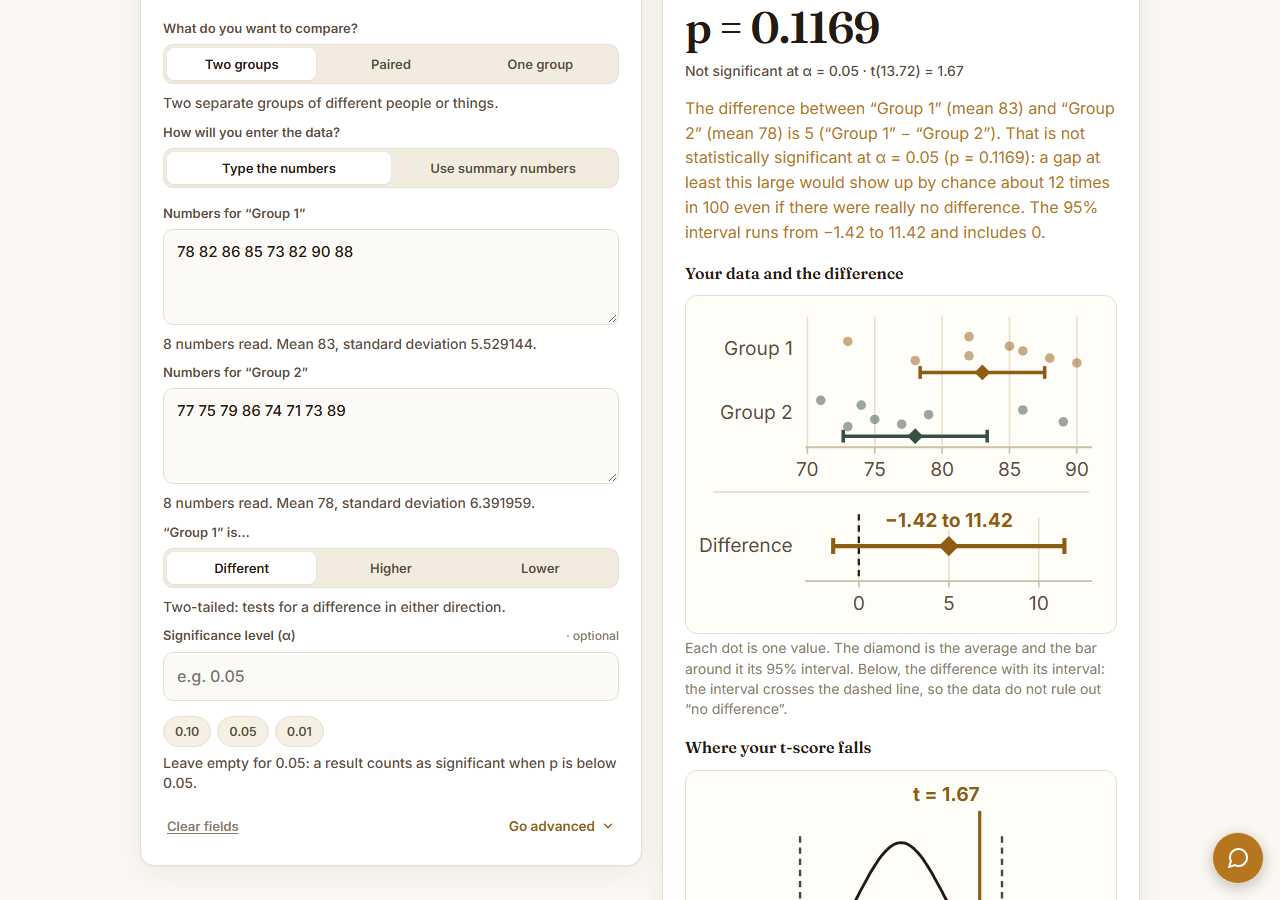 What do you want to compare?
Two groups
Paired
One group
Two separate groups of different people or things.
How will you enter the data?
Type the numbers
Use summary numbers
Numbers for “Group 1”
78 82 86 85 73 82 90 88
8 numbers read. Mean 83, standard deviation 5.529144.
Numbers for “Group 2”
77 75 79 86 74 71 73 89
8 numbers read. Mean 78, standard deviation 6.391959.
“Group 1” is...
Different
Higher
Lower
Two-tailed: tests for a difference in either direction.
Significance level (α)
· optional
e.g. 0.05
0.10
0.05
0.01
Leave empty for 0.05: a result counts as significant when p is below
0.05.
Clear fields
Go advanced
p = 0.1169
Not significant at α = 0.05 · t(13.72) = 1.67
The difference between “Group 1” (mean 83) and “Group
2” (mean 78) is 5 (“Group 1” − “Group 2”). That is not
statistically significant at α = 0.05 (p = 0.1169): a gap at
least this large would show up by chance about 12 times
in 100 even if there were really no difference. The 95%
interval runs from −1.42 to 11.42 and includes 0.
Your data and the difference
Group 1
Group 2
70 75 80 85 90
−1.42 to 11.42
Difference
0 5 10
Each dot is one value. The diamond is the average and the bar
around it its 95% interval. Below, the difference with its interval:
the interval crosses the dashed line, so the data do not rule out
“no difference”.
Where your t-score falls
t = 1.67